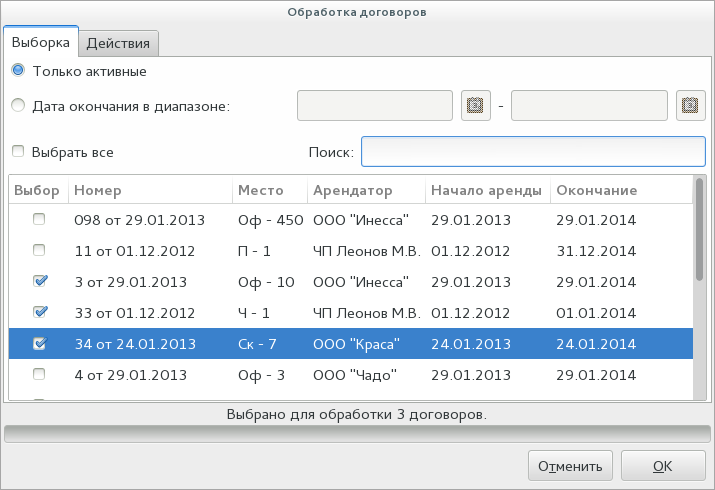 Обработка договоров
Выборка Действия
Только активные
Дата окончания в диапазоне: -
Выбрать все Поиск:
Выбор Номер Место Арендатор Начало аренды Окончание
098 от 29.01.2013 Оф - 450 ООО "Инесса" 29.01.2013 29.01.2014
11 от 01.12.2012 П - 1 ЧП Леонов М.В. 01.12.2012 31.12.2014
3 от 29.01.2013 Оф - 10 ООО "Инесса" 29.01.2013 29.01.2014
33 от 01.12.2012 Ч - 1 ЧП Леонов М.В. 01.12.2012 01.01.2014
34 от 24.01.2013 Ск - 7 ООО "Краса" 24.01.2013 24.01.2014
4 от 29.01.2013 Оф - 3 ООО "Чадо" 29.01.2013 29.01.2014
Выбрано для обработки 3 договоров.
Отменить OK